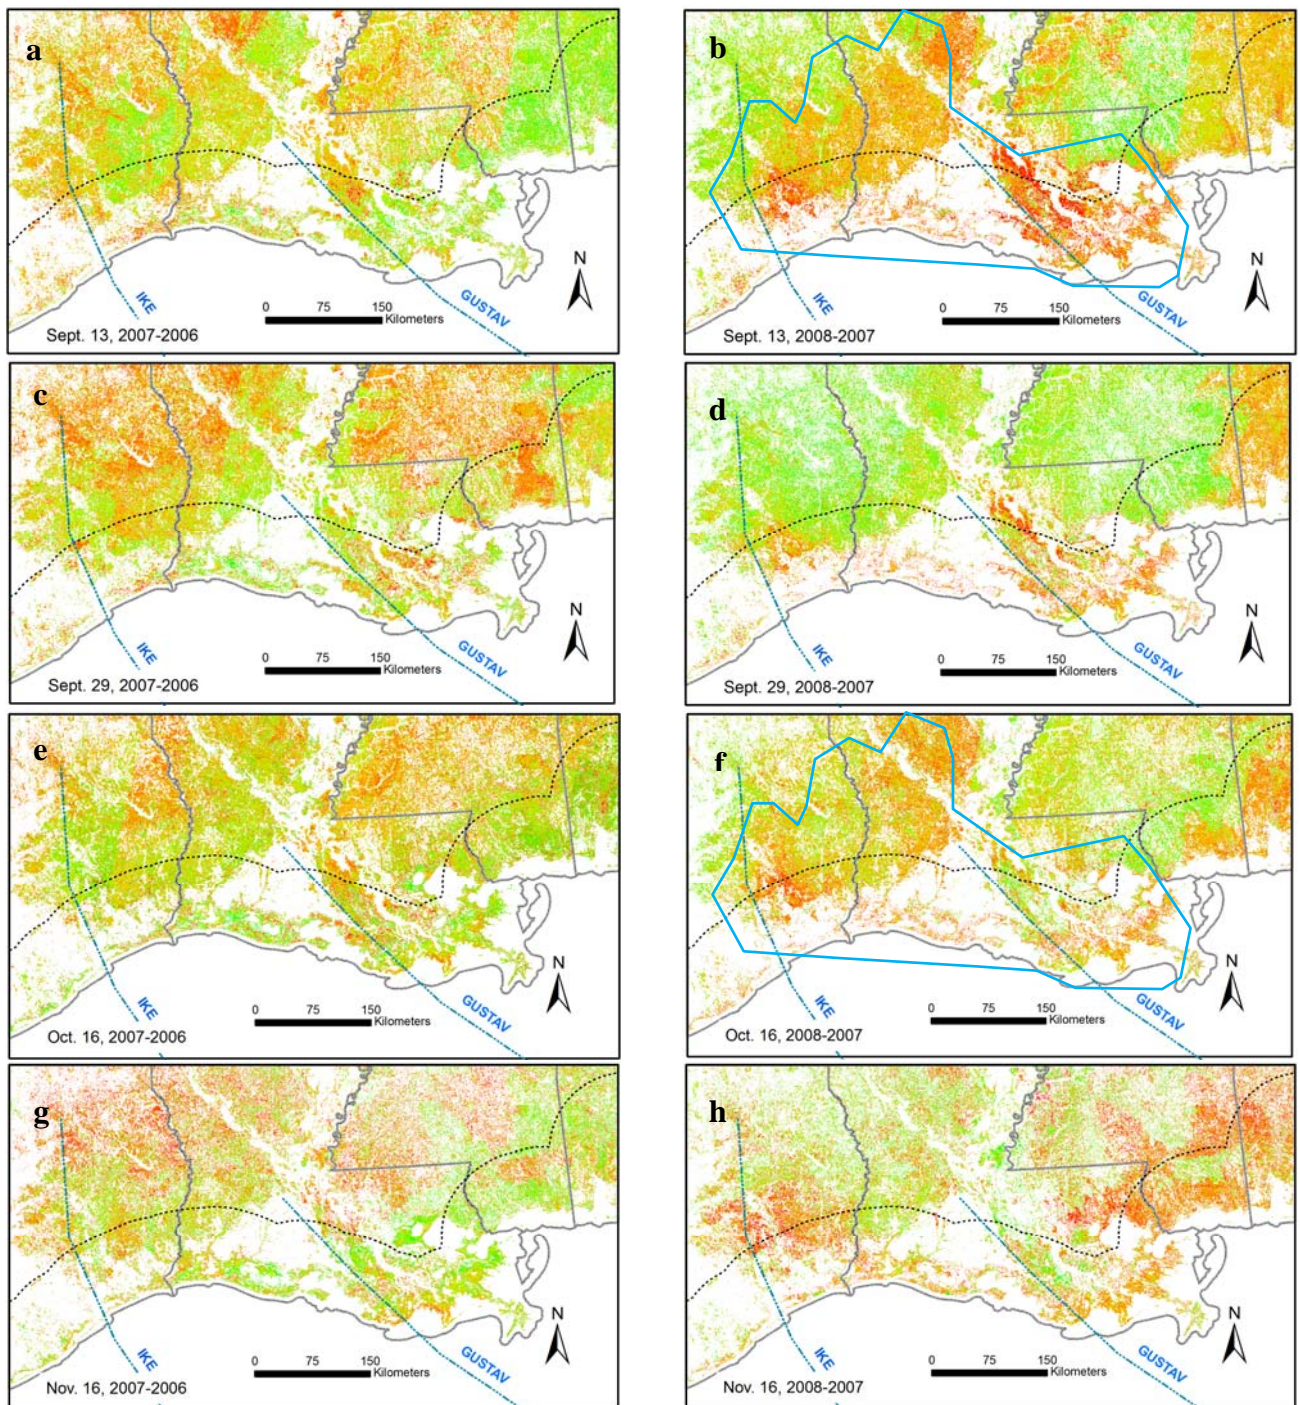 a
N
IKE
GUSTAV
0 75 150
Kilometers
Sept. 13, 2007-2006
b
N
IKE
GUSTAV
0 75 150
Kilometers
Sept. 13, 2008-2007
c
N
IKE
GUSTAV
0 75 150
Kilometers
Sept. 29, 2007-2006
d
N
IKE
GUSTAV
0 75 150
Kilometers
Sept. 29, 2008-2007
e
N
IKE
GUSTAV
0 75 150
Kilometers
Oct. 16, 2007-2006
f
N
IKE
GUSTAV
0 75 150
Kilometers
Oct. 16, 2008-2007
g
N
IKE
GUSTAV
0 75 150
Kilometers
Nov. 16, 2007-2006
h
N
IKE
GUSTAV
0 75 150
Kilometers
Nov. 16, 2008-2007